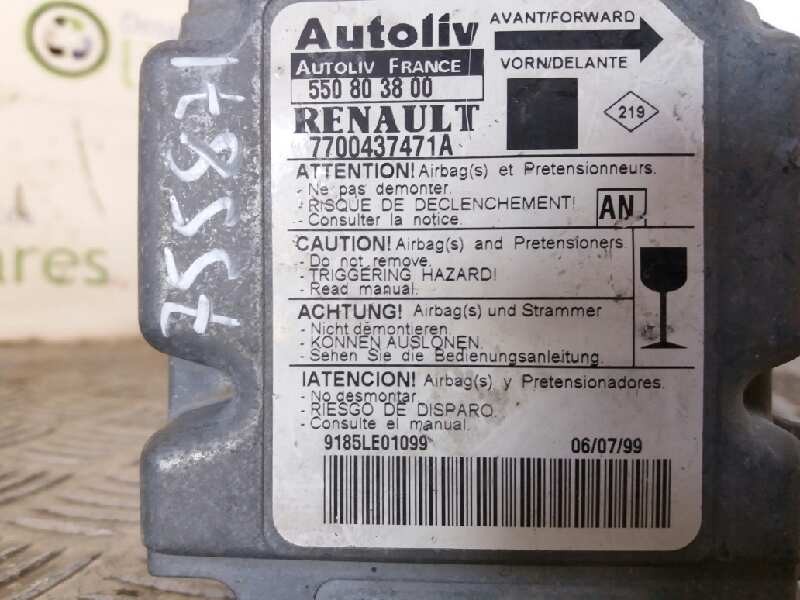 Autoliv
AVANT/FORWARD
AUTOLIV FRANCE
VORN/DELANTE
550 80 38 00
RENAULT
219
7700437471A
ATTENTION! Airbag(s) et Pretensionneurs.
- Ne pas demonter.
- RISQUE DE DECLENCHEMENT!
- Consulter la notice.
AN
CAUTION! Airbag(s) and Pretensioners.
- Do not remove.
- TRIGGERING HAZARD!
- Read manual.
ACHTUNG! Airbag(s) und Strammer
- Nicht demontieren.
- KONNEN AUSLONEN.
- Sehen Sie die Bedienungsanleitung.
!ATENCION! Airbag(s) y Pretensionadores.
- No desmontar.
- RIESGO DE DISPARO.
- Consulte el manual.
9185LE01099
06/07/99